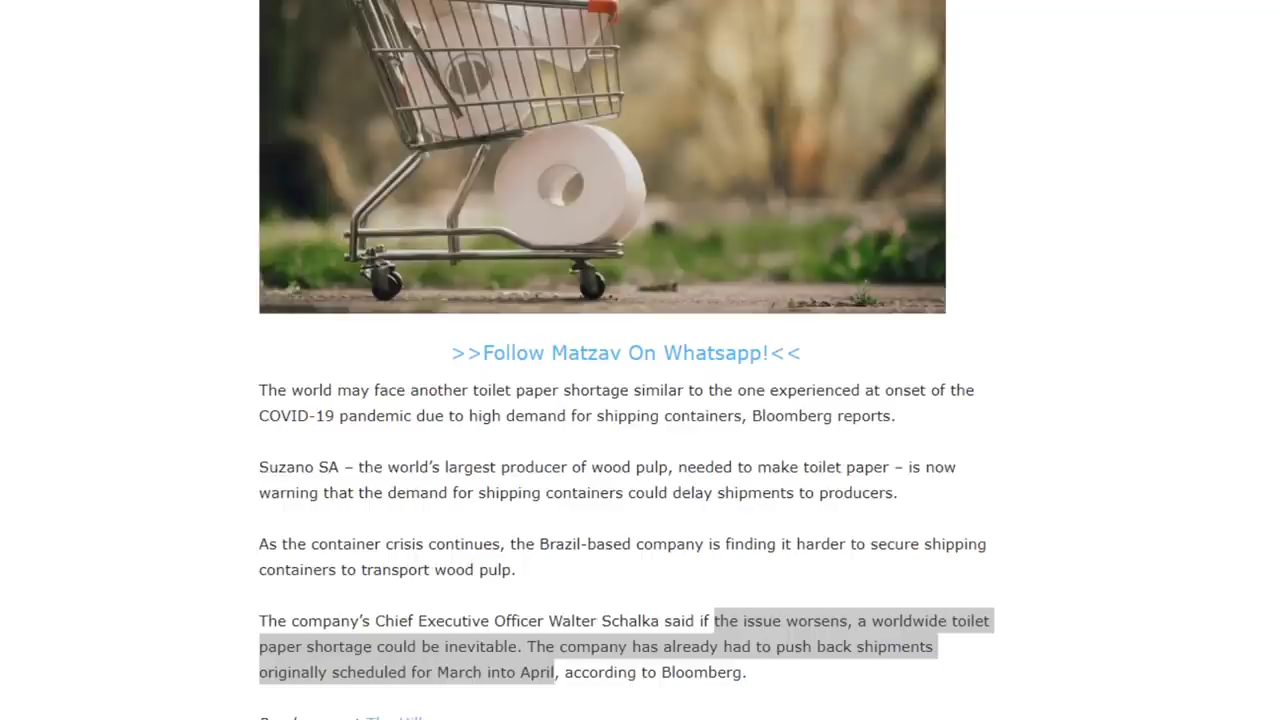 >>Follow Matzav On Whatsapp!<<
The world may face another toilet paper shortage similar to the one experienced at onset of the
COVID-19 pandemic due to high demand for shipping containers, Bloomberg reports.
Suzano SA – the world’s largest producer of wood pulp, needed to make toilet paper – is now
warning that the demand for shipping containers could delay shipments to producers.
As the container crisis continues, the Brazil-based company is finding it harder to secure shipping
containers to transport wood pulp.
The company’s Chief Executive Officer Walter Schalka said if the issue worsens, a worldwide toilet
paper shortage could be inevitable. The company has already had to push back shipments
originally scheduled for March into April, according to Bloomberg.